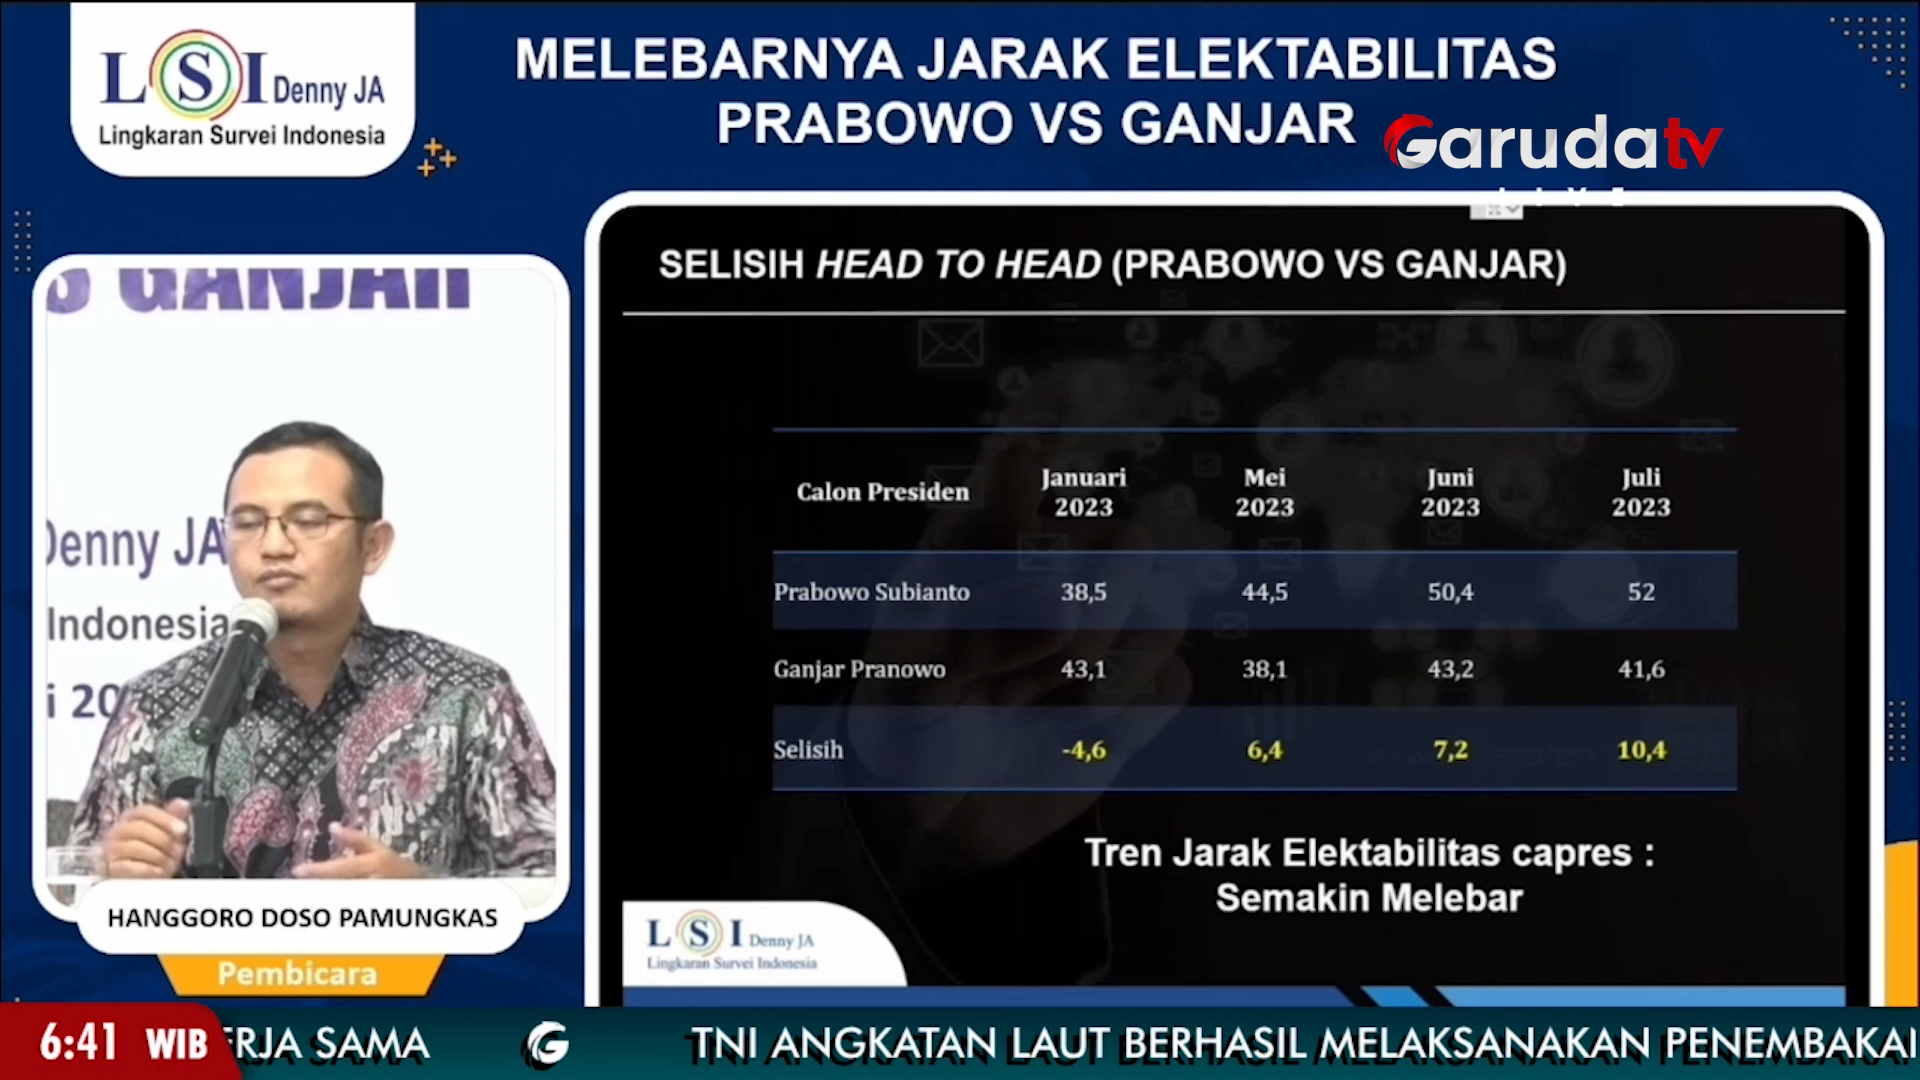 LSI Denny JA
Lingkaran Survei Indonesia
MELEBARNYA JARAK ELEKTABILITAS
PRABOWO VS GANJAR
Garudatv
SELISIH HEAD TO HEAD (PRABOWO VS GANJAR)
Calon Presiden Januari 2023 Mei 2023 Juni 2023 Juli 2023
Prabowo Subianto 38,5 44,5 50,4 52
Ganjar Pranowo 43,1 38,1 43,2 41,6
Selisih -4,6 6,4 7,2 10,4
Tren Jarak Elektabilitas capres :
Semakin Melebar
LSI Denny JA
Lingkaran Survei Indonesia
GANJAR
Denny JA
Indonesia
i 20
HANGGORO DOSO PAMUNGKAS
Pembicara
6:41 WIB ERJA SAMA TNI ANGKATAN LAUT BERHASIL MELAKSANAKAN PENEMBAKAN